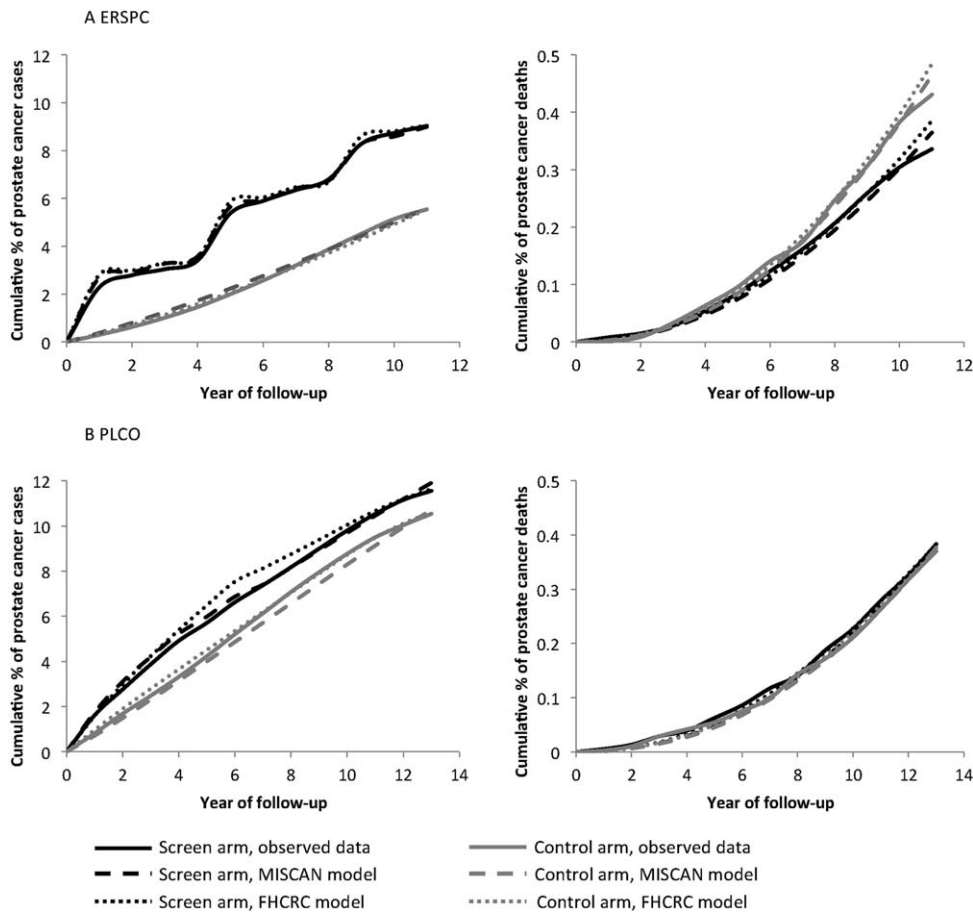 A ERSPC
Cumulative % of prostate cancer cases
12
10
8
6
4
2
0
0 2 4 6 8 10 12
Year of follow-up
Cumulative % of prostate cancer deaths
0.5
0.4
0.3
0.2
0.1
0
0 2 4 6 8 10 12
Year of follow-up
B PLCO
Cumulative % of prostate cancer cases
12
10
8
6
4
2
0
0 2 4 6 8 10 12 14
Year of follow-up
Cumulative % of prostate cancer deaths
0.5
0.4
0.3
0.2
0.1
0
0 2 4 6 8 10 12 14
Year of follow-up
Screen arm, observed data
Screen arm, MISCAN model
Screen arm, FHCRC model
Control arm, observed data
Control arm, MISCAN model
Control arm, FHCRC model